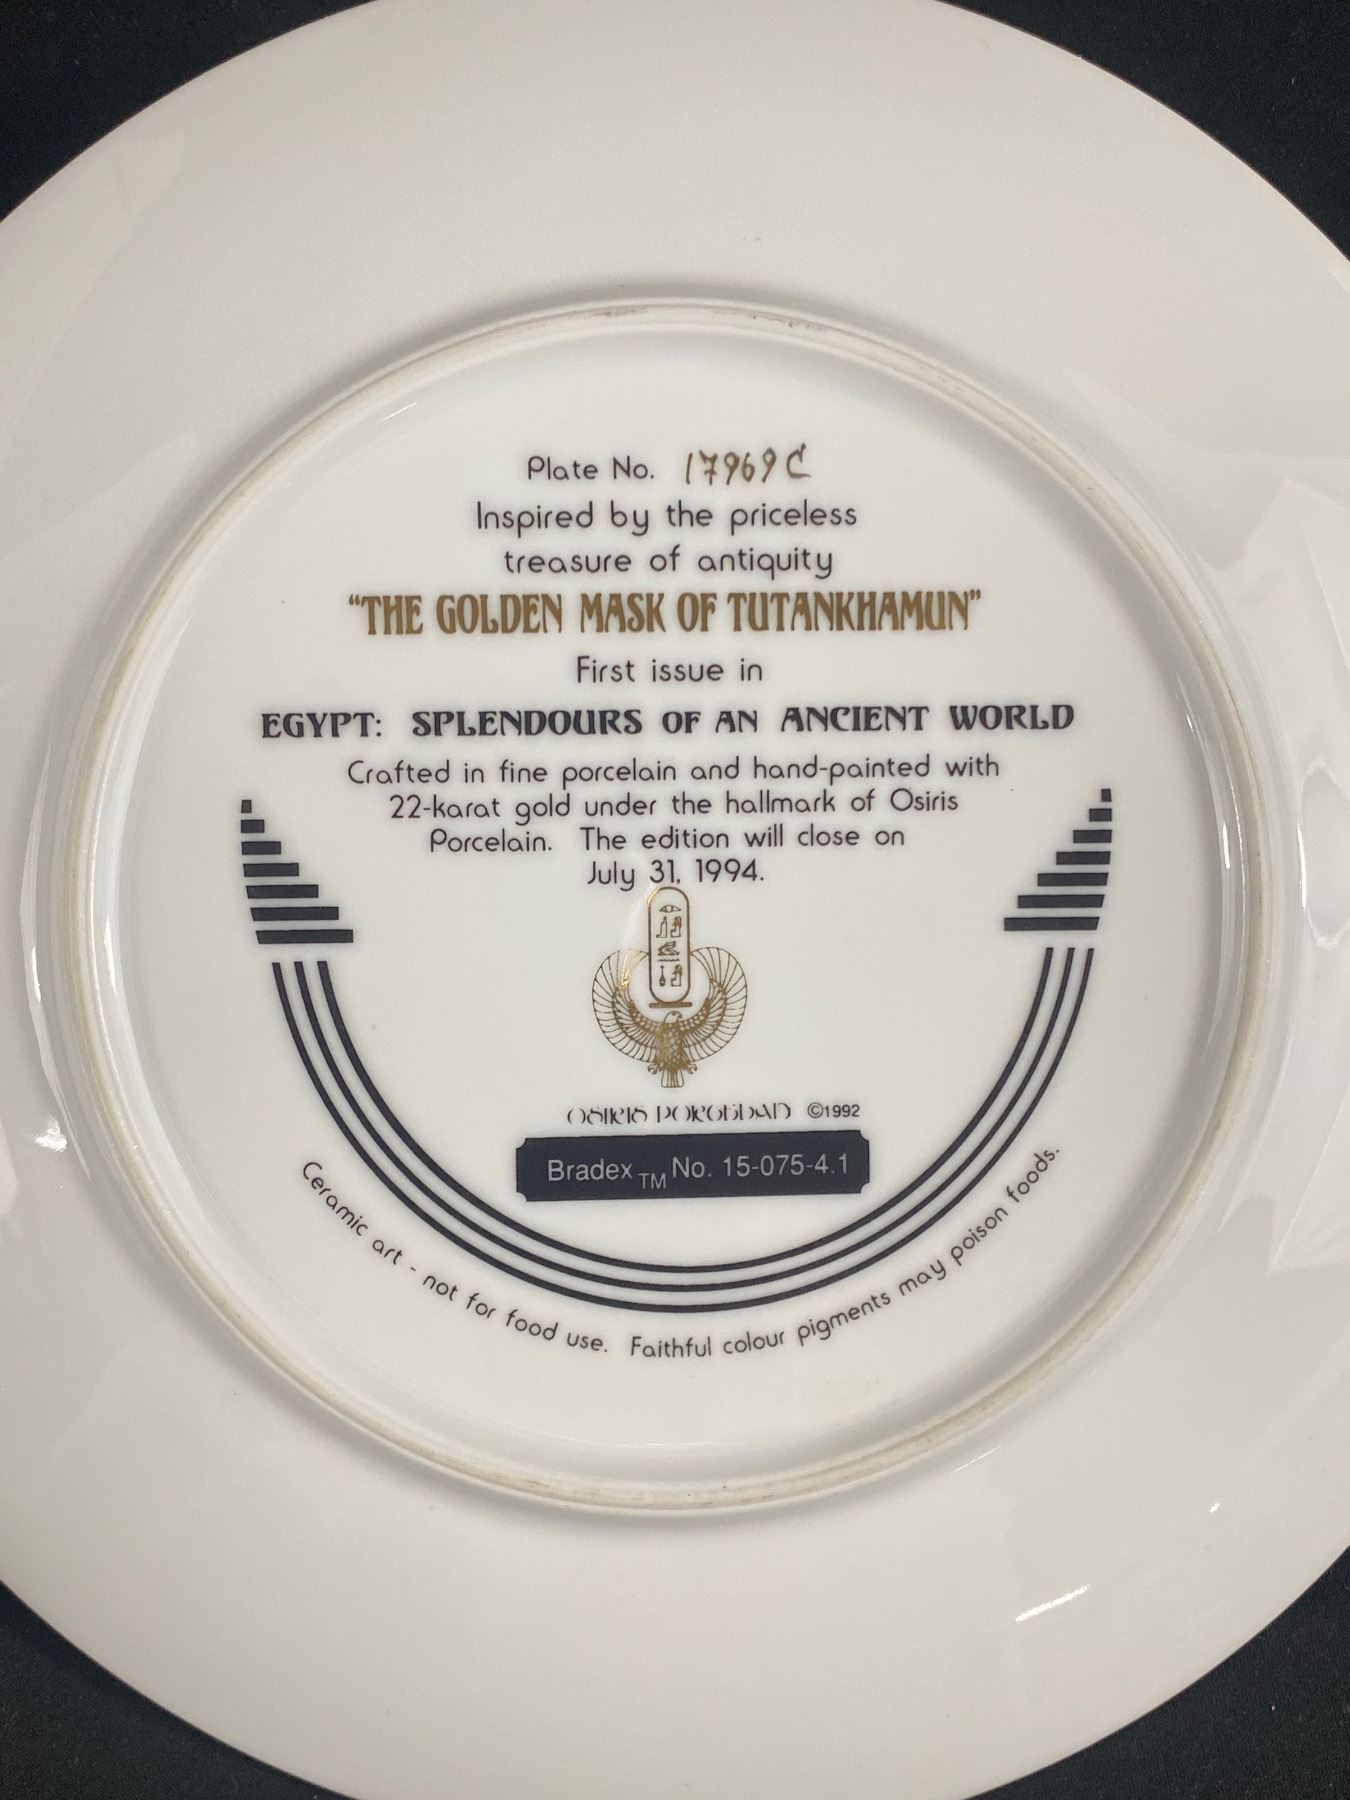 Plate No. 17969C
Inspired by the priceless
treasure of antiquity
“THE GOLDEN MASK OF TUTANKHAMUN”
First issue in
EGYPT: SPLENDOURS OF AN ANCIENT WORLD
Crafted in fine porcelain and hand-painted with
22-karat gold under the hallmark of Osiris
Porcelain. The edition will close on
July 31, 1994.
OSIRIS PORCELAIN ©1992
Bradex TM No. 15-075-4.1
Ceramic art - not for food use. Faithful colour pigments may poison foods.